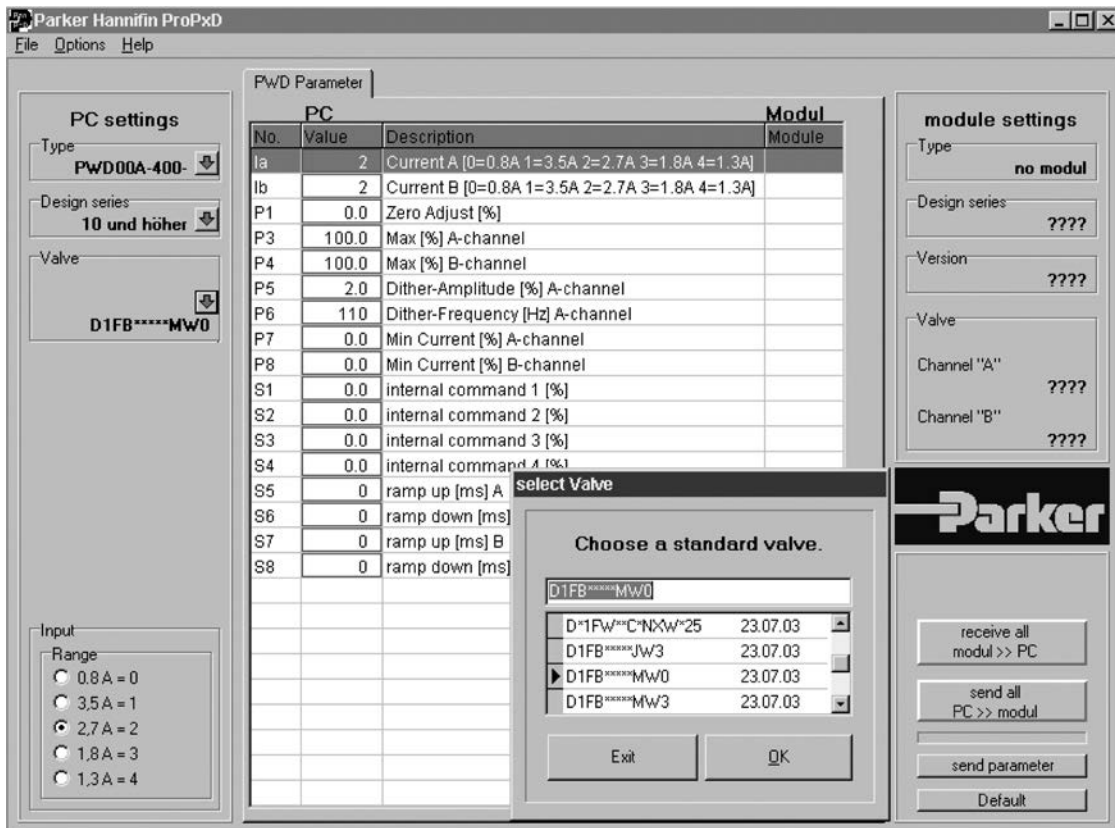 Parker Hannifin ProPxD
File Options Help
PC settings
Type
PWD00A-400-
Design series
10 und höher
Valve
D1FB*****MW0
Input
Range
0.8 A = 0
3,5 A = 1
2,7 A = 2
1,8 A = 3
1,3 A = 4
PWD Parameter
PC Modul
No. Value Description Module
Ia 2 Current A [0=0.8A 1=3.5A 2=2.7A 3=1.8A 4=1.3A]
Ib 2 Current B [0=0.8A 1=3.5A 2=2.7A 3=1.8A 4=1.3A]
P1 0.0 Zero Adjust [%]
P3 100.0 Max [%] A-channel
P4 100.0 Max [%] B-channel
P5 2.0 Dither-Amplitude [%] A-channel
P6 110 Dither-Frequency [Hz] A-channel
P7 0.0 Min Current [%] A-channel
P8 0.0 Min Current [%] B-channel
S1 0.0 internal command 1 [%]
S2 0.0 internal command 2 [%]
S3 0.0 internal command 3 [%]
S4 0.0 internal command 4 [%]
S5 0 ramp up [ms] A
S6 0 ramp down [ms]
S7 0 ramp up [ms] B
S8 0 ramp down [ms]
select Valve
Choose a standard valve.
D1FB*****MW0
D*1FW**C*NXW*25 23.07.03
D1FB*****JW3 23.07.03
D1FB*****MW0 23.07.03
D1FB*****MW3 23.07.03
Exit OK
module settings
Type
no modul
Design series
????
Version
????
Valve
Channel "A"
????
Channel "B"
????
Parker
receive all
modul >> PC
send all
PC >> modul
send parameter
Default